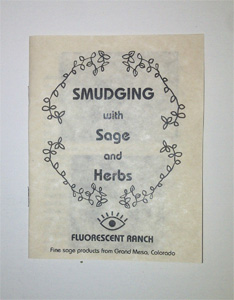 SMUDGING
with
Sage
and
Herbs
FLUORESCENT RANCH
Fine sage products from Grand Mesa, Colorado